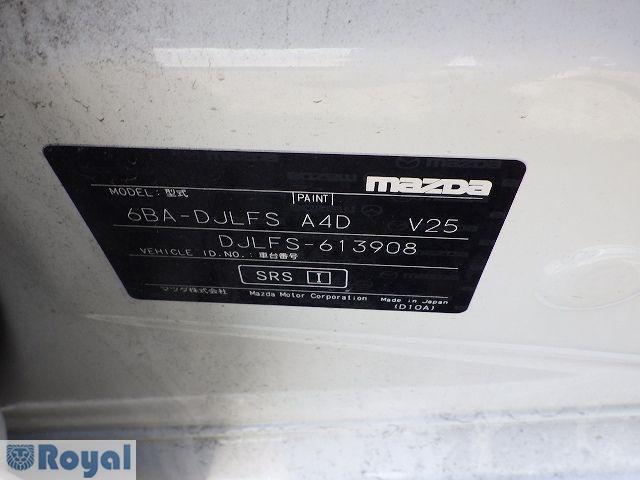 mazda
MODEL: 型式 PAINT
6BA-DJLFS A4D V25
DJLFS-613908
VEHICLE ID.NO.: 車台番号
SRS I
マツダ株式会社 Mazda Motor Corporation Made in Japan
(D10A)
Royal